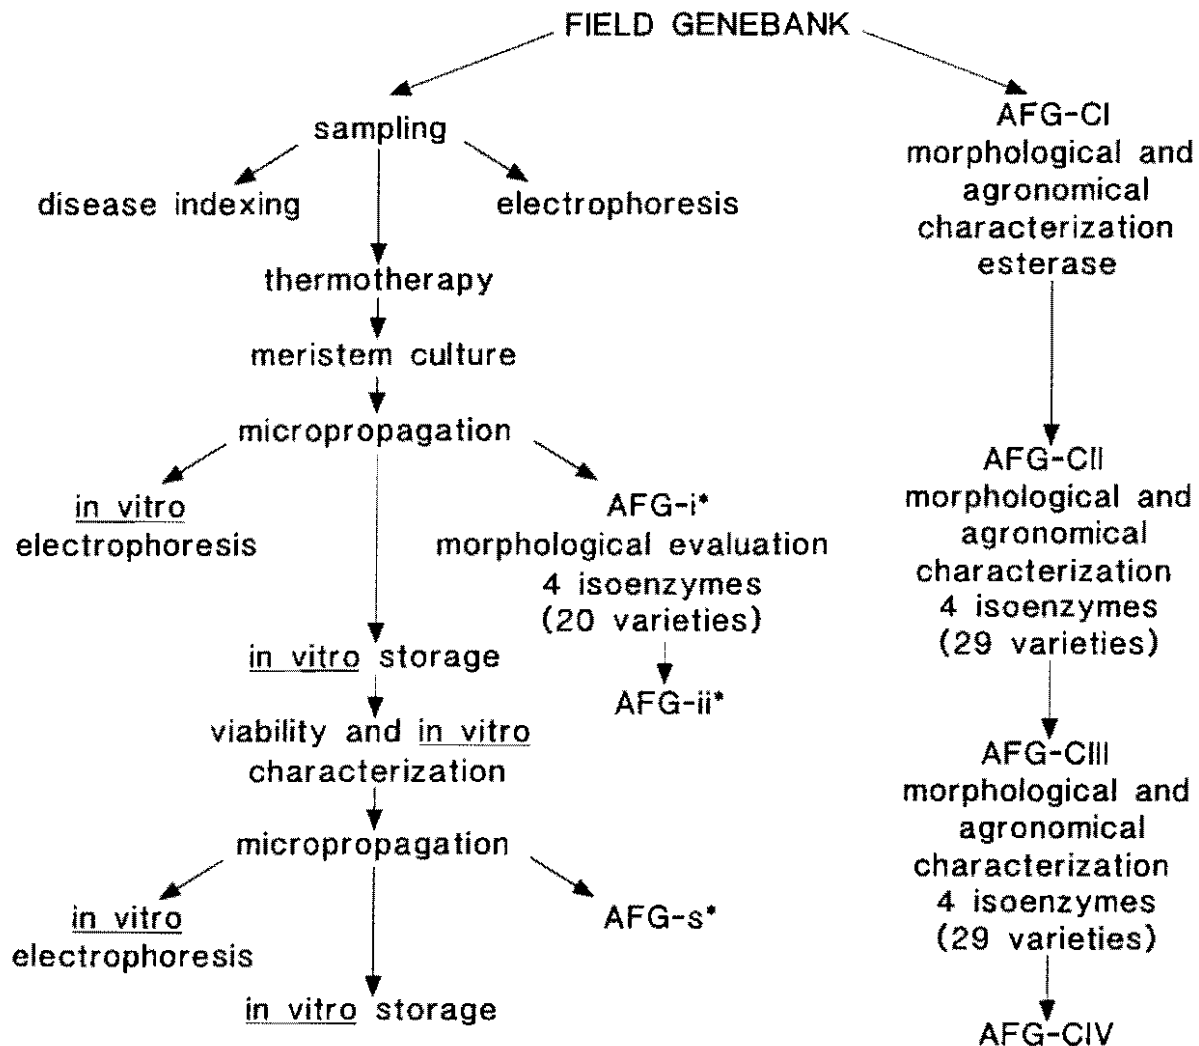 FIELD GENEBANK
sampling
disease indexing
electrophoresis
thermotherapy
meristem culture
micropropagation
in vitro
electrophoresis
AFG-i*
morphological evaluation
4 isoenzymes
(20 varieties)
AFG-ii*
in vitro storage
viability and in vitro
characterization
micropropagation
in vitro
electrophoresis
AFG-s*
in vitro storage
AFG-CI
morphological and
agronomical
characterization
esterase
AFG-CII
morphological and
agronomical
characterization
4 isoenzymes
(29 varieties)
AFG-CIII
morphological and
agronomical
characterization
4 isoenzymes
(29 varieties)
AFG-CIV